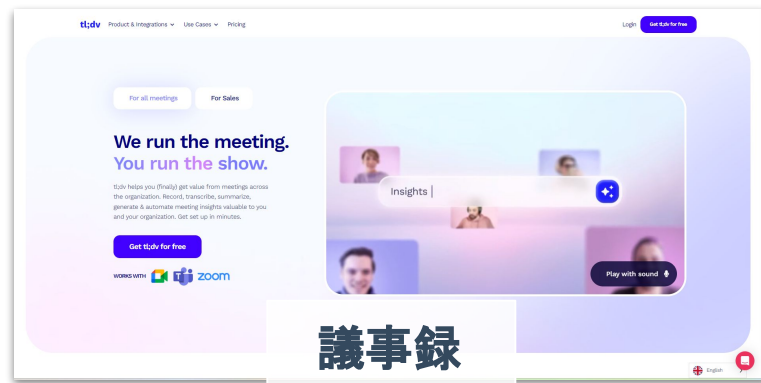 tl;dv Product & Integrations Use Cases Pricing Login Get tl;dv for free
For all meetings For Sales
We run the meeting.
You run the show.
tl;dv helps you (finally) get value from meetings across
the organization. Record, transcribe, summarize,
generate & automate meeting insights valuable to you
and your organization. Get set up in minutes.
Get tl;dv for free
WORKS WITH zoom
Insights
Play with sound
議事録
English